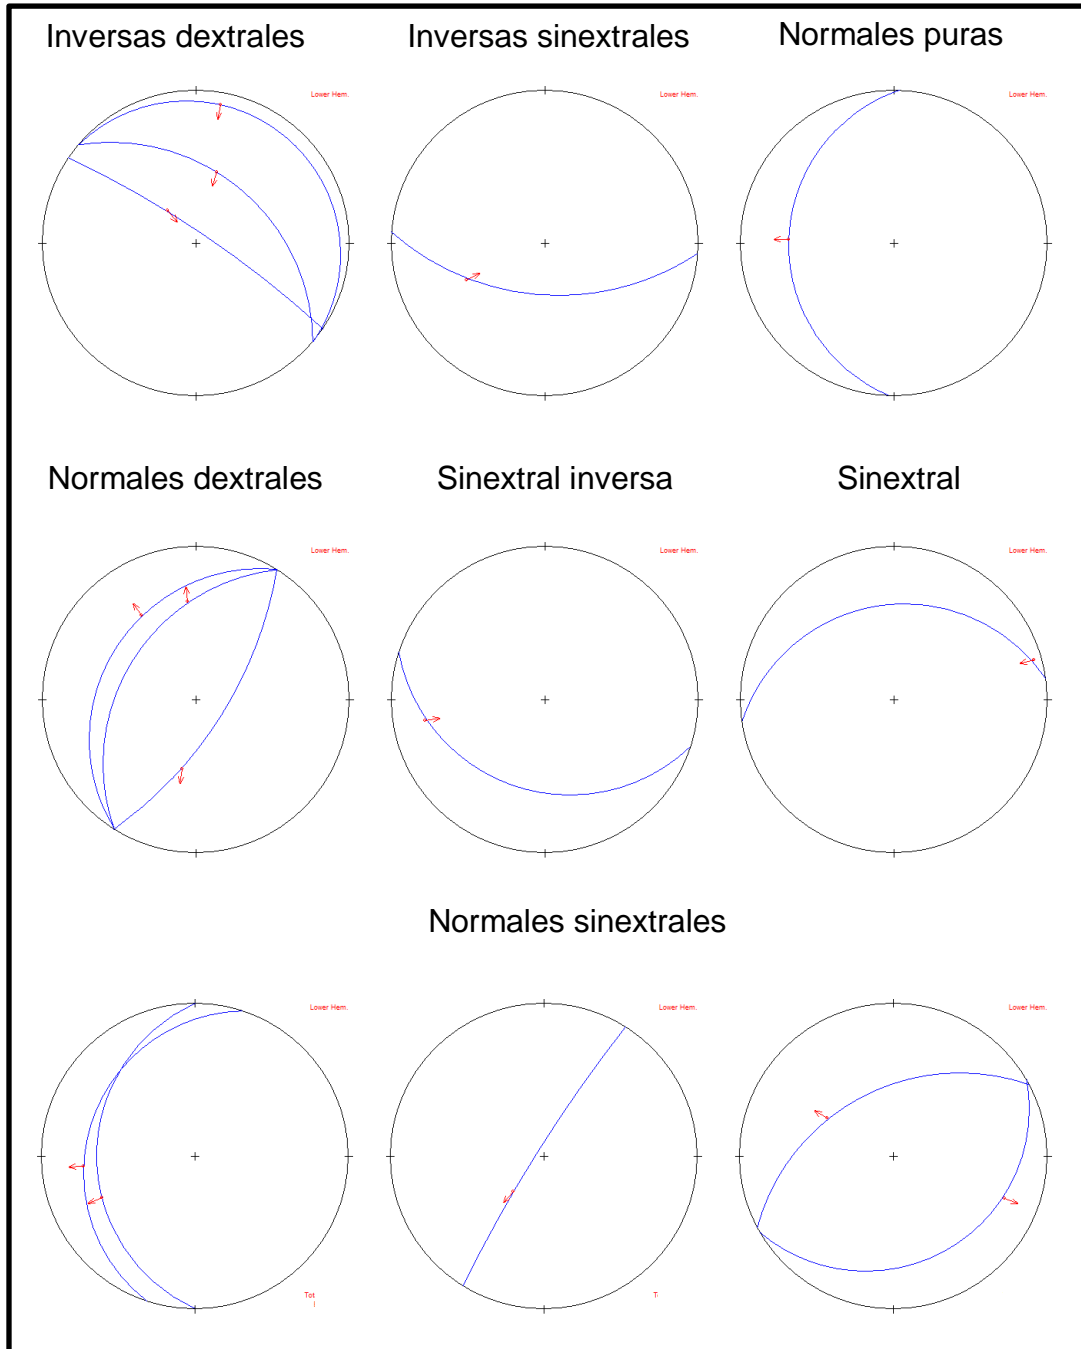 Inversas dextrales
Inversas sinextrales
Normales puras
Lower Hem.
Lower Hem.
Lower Hem.
Normales dextrales
Sinextral inversa
Sinextral
Lower Hem.
Lower Hem.
Lower Hem.
Normales sinextrales
Lower Hem.
Lower Hem.
Lower Hem.
Tot